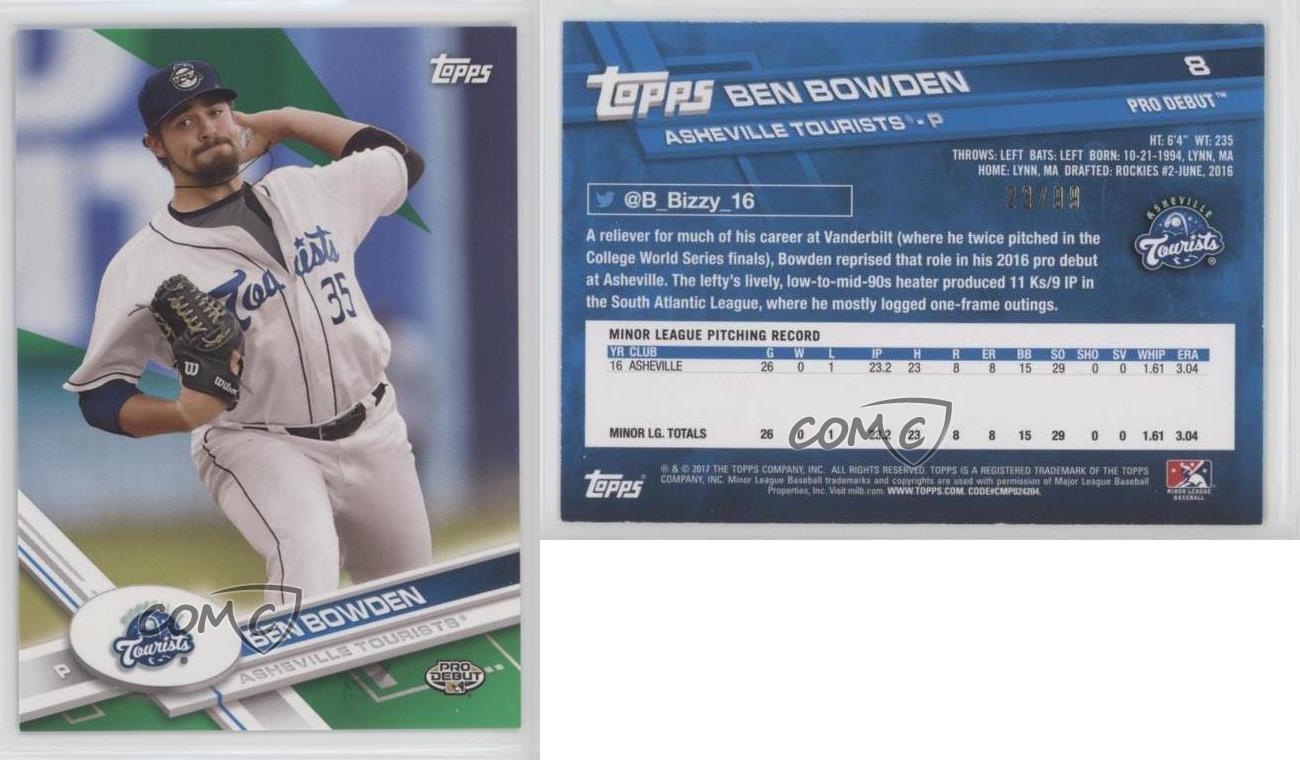 topps
Tourists
35
W
Wilson
COMC
Tourists
BEN BOWDEN
ASHEVILLE TOURISTS®
P
PRO
DEBUT
topps BEN BOWDEN
8
ASHEVILLE TOURISTS® - P
PRO DEBUT™
HT: 6'4" WT: 235
THROWS: LEFT BATS: LEFT BORN: 10-21-1994, LYNN, MA
HOME: LYNN, MA DRAFTED: ROCKIES #2-JUNE, 2016
23/99
@B_Bizzy_16
ASHEVILLE
Tourists®
A reliever for much of his career at Vanderbilt (where he twice pitched in the
College World Series finals), Bowden reprised that role in his 2016 pro debut
at Asheville. The lefty's lively, low-to-mid-90s heater produced 11 Ks/9 IP in
the South Atlantic League, where he mostly logged one-frame outings.
MINOR LEAGUE PITCHING RECORD
YR CLUB G W L IP H R ER BB SO SHO SV WHIP ERA
16 ASHEVILLE 26 0 1 23.2 23 8 8 15 29 0 0 1.61 3.04
COMC
MINOR LG. TOTALS 26 0 1 23.2 23 8 8 15 29 0 0 1.61 3.04
topps
® & © 2017 THE TOPPS COMPANY, INC. ALL RIGHTS RESERVED. TOPPS IS A REGISTERED TRADEMARK OF THE TOPPS
COMPANY, INC. Minor League Baseball trademarks and copyrights are used with permission of Major League Baseball
Properties, Inc. Visit milb.com. WWW.TOPPS.COM. CODE#CMP024204.
MINOR LEAGUE
BASEBALL